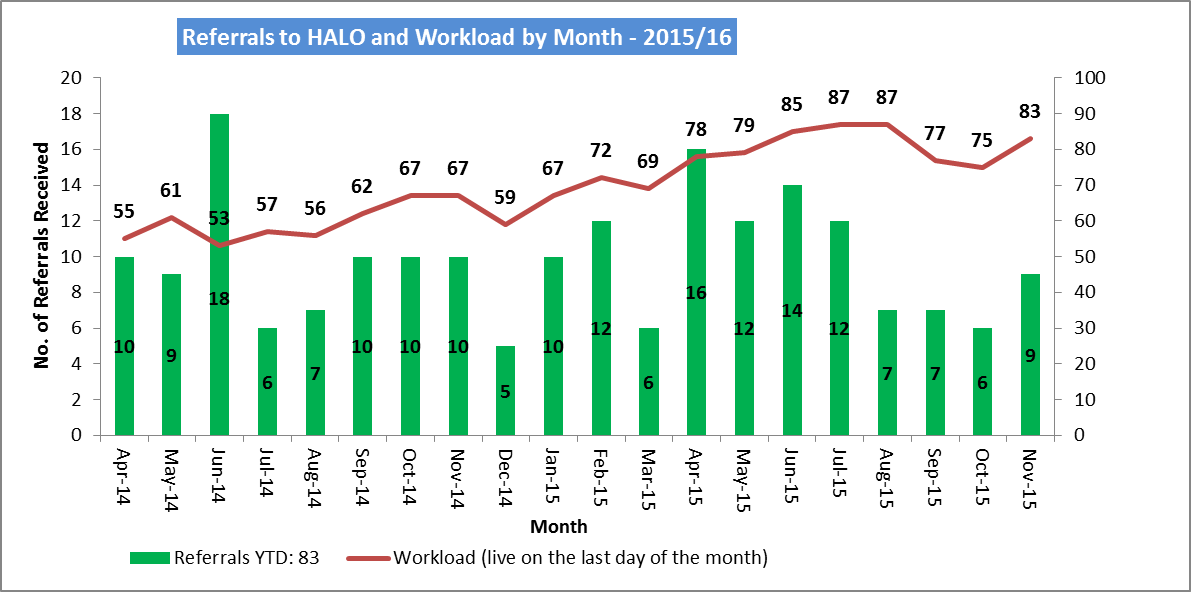 Referrals to HALO and Workload by Month - 2015/16
No. of Referrals Received
20
18
16
14
12
10
8
6
4
2
0
100
90
80
70
60
50
40
30
20
10
0
55
61
53
57
56
62
67
67
59
67
72
69
78
79
85
87
87
77
75
83
10
9
18
6
7
10
10
10
5
10
12
6
16
12
14
12
7
7
6
9
Apr-14
May-14
Jun-14
Jul-14
Aug-14
Sep-14
Oct-14
Nov-14
Dec-14
Jan-15
Feb-15
Mar-15
Apr-15
May-15
Jun-15
Jul-15
Aug-15
Sep-15
Oct-15
Nov-15
Month
Referrals YTD: 83
Workload (live on the last day of the month)